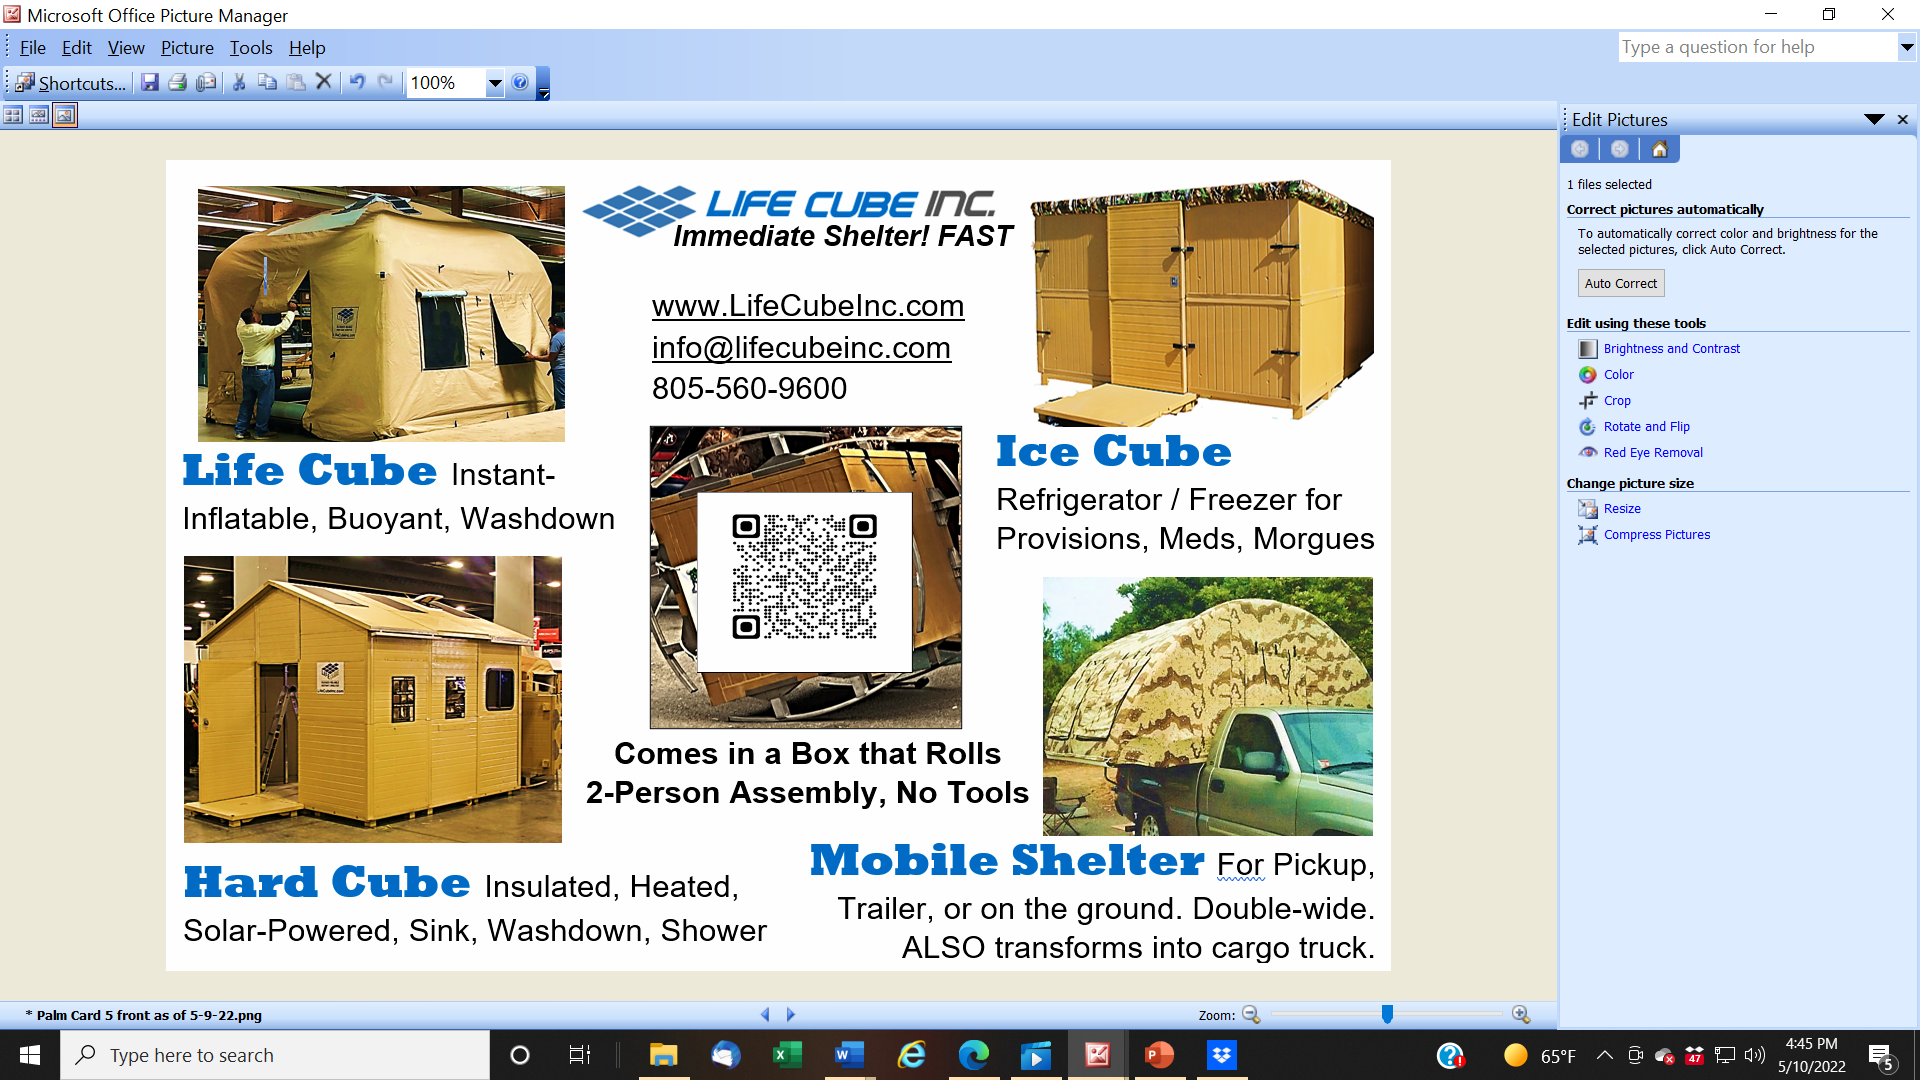 Microsoft Office Picture Manager
File Edit View Picture Tools Help
Type a question for help
Shortcuts...
100%
Edit Pictures
1 files selected
Correct pictures automatically
To automatically correct color and brightness for the
selected pictures, click Auto Correct.
Auto Correct
Edit using these tools
Brightness and Contrast
Color
Crop
Rotate and Flip
Red Eye Removal
Change picture size
Resize
Compress Pictures
LIFE CUBE INC.
Immediate Shelter! FAST
www.LifeCubeInc.com
info@lifecubeinc.com
805-560-9600
Life Cube Instant-
Inflatable, Buoyant, Washdown
Ice Cube
Refrigerator / Freezer for
Provisions, Meds, Morgues
Comes in a Box that Rolls
2-Person Assembly, No Tools
Hard Cube Insulated, Heated,
Solar-Powered, Sink, Washdown, Shower
Mobile Shelter For Pickup,
Trailer, or on the ground. Double-wide.
ALSO transforms into cargo truck.
* Palm Card 5 front as of 5-9-22.png
Zoom:
Type here to search
65°F
47
4:45 PM
5/10/2022
5